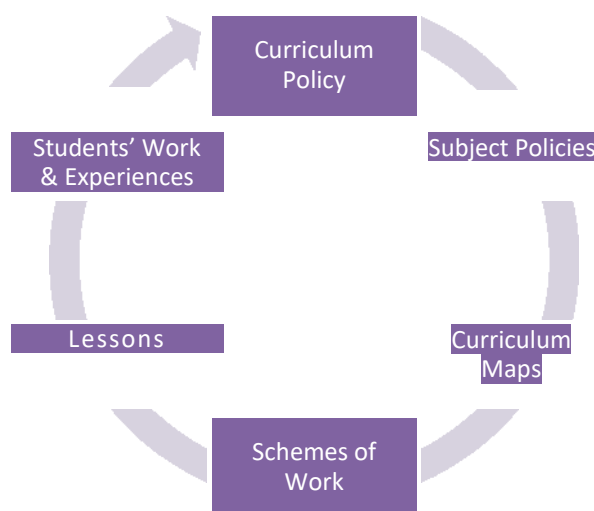 Curriculum
Policy
Subject Policies
Curriculum
Maps
Schemes of
Work
Lessons
Students’ Work
& Experiences